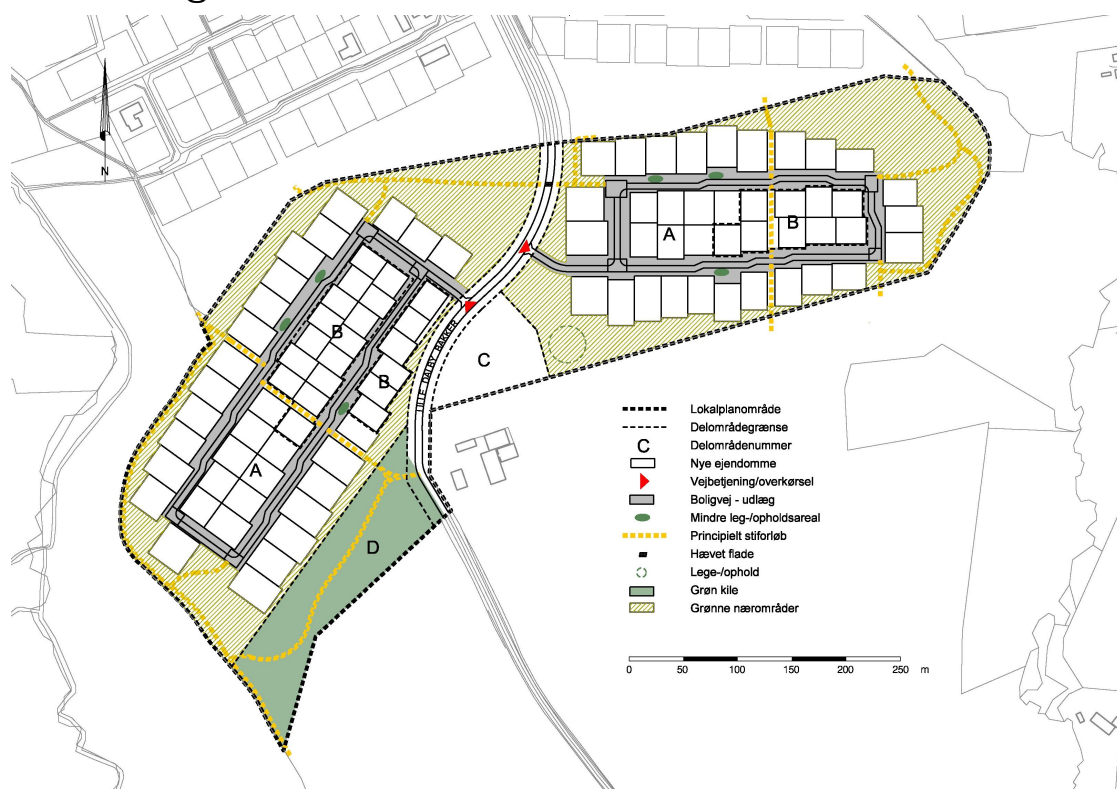 N
A
B
B
B
A
C
D
LILLE DALBY BAKKER
Lokalplanområde
Delområdegrænse
C Delområdenummer
Nye ejendomme
Vejbetjening/overkørsel
Boligvej - udlæg
Mindre leg-/opholdsareal
Principielt stiforløb
Hævet flade
Lege-/ophold
Grøn kile
Grønne nærområder
0 50 100 150 200 250 m